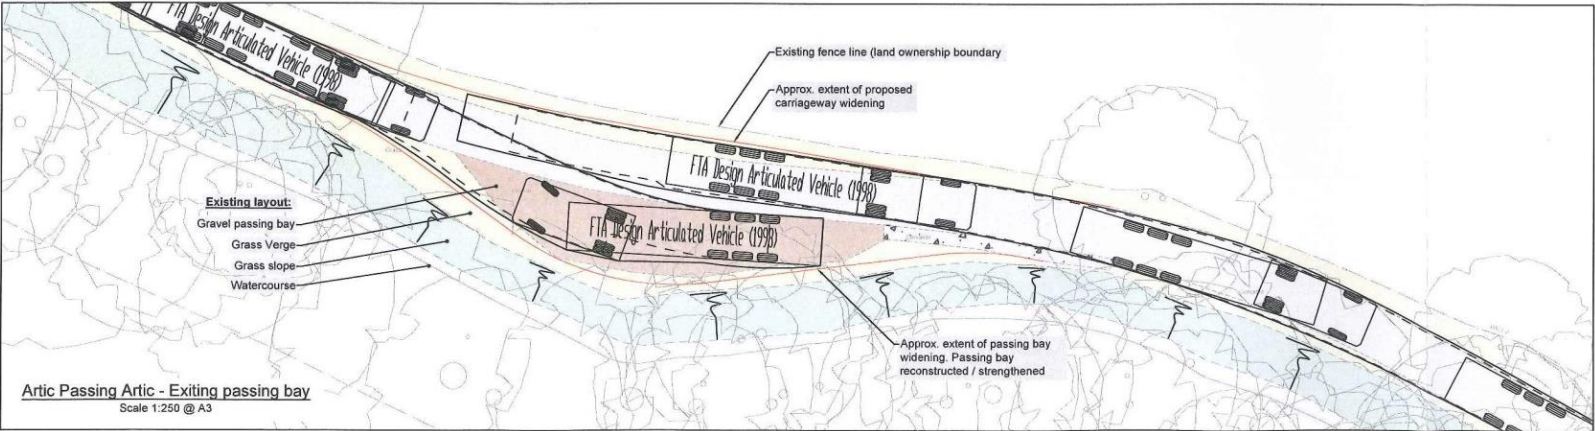 FTA Design Articulated Vehicle (1998)
Existing fence line (land ownership boundary
Approx. extent of proposed
carriageway widening
FTA Design Articulated Vehicle (1998)
Existing layout:
Gravel passing bay
Grass Verge
Grass slope
Watercourse
FTA Design Articulated Vehicle (1998)
Approx. extent of passing bay
widening. Passing bay
reconstructed / strengthened
Artic Passing Artic - Exiting passing bay
Scale 1:250 @ A3